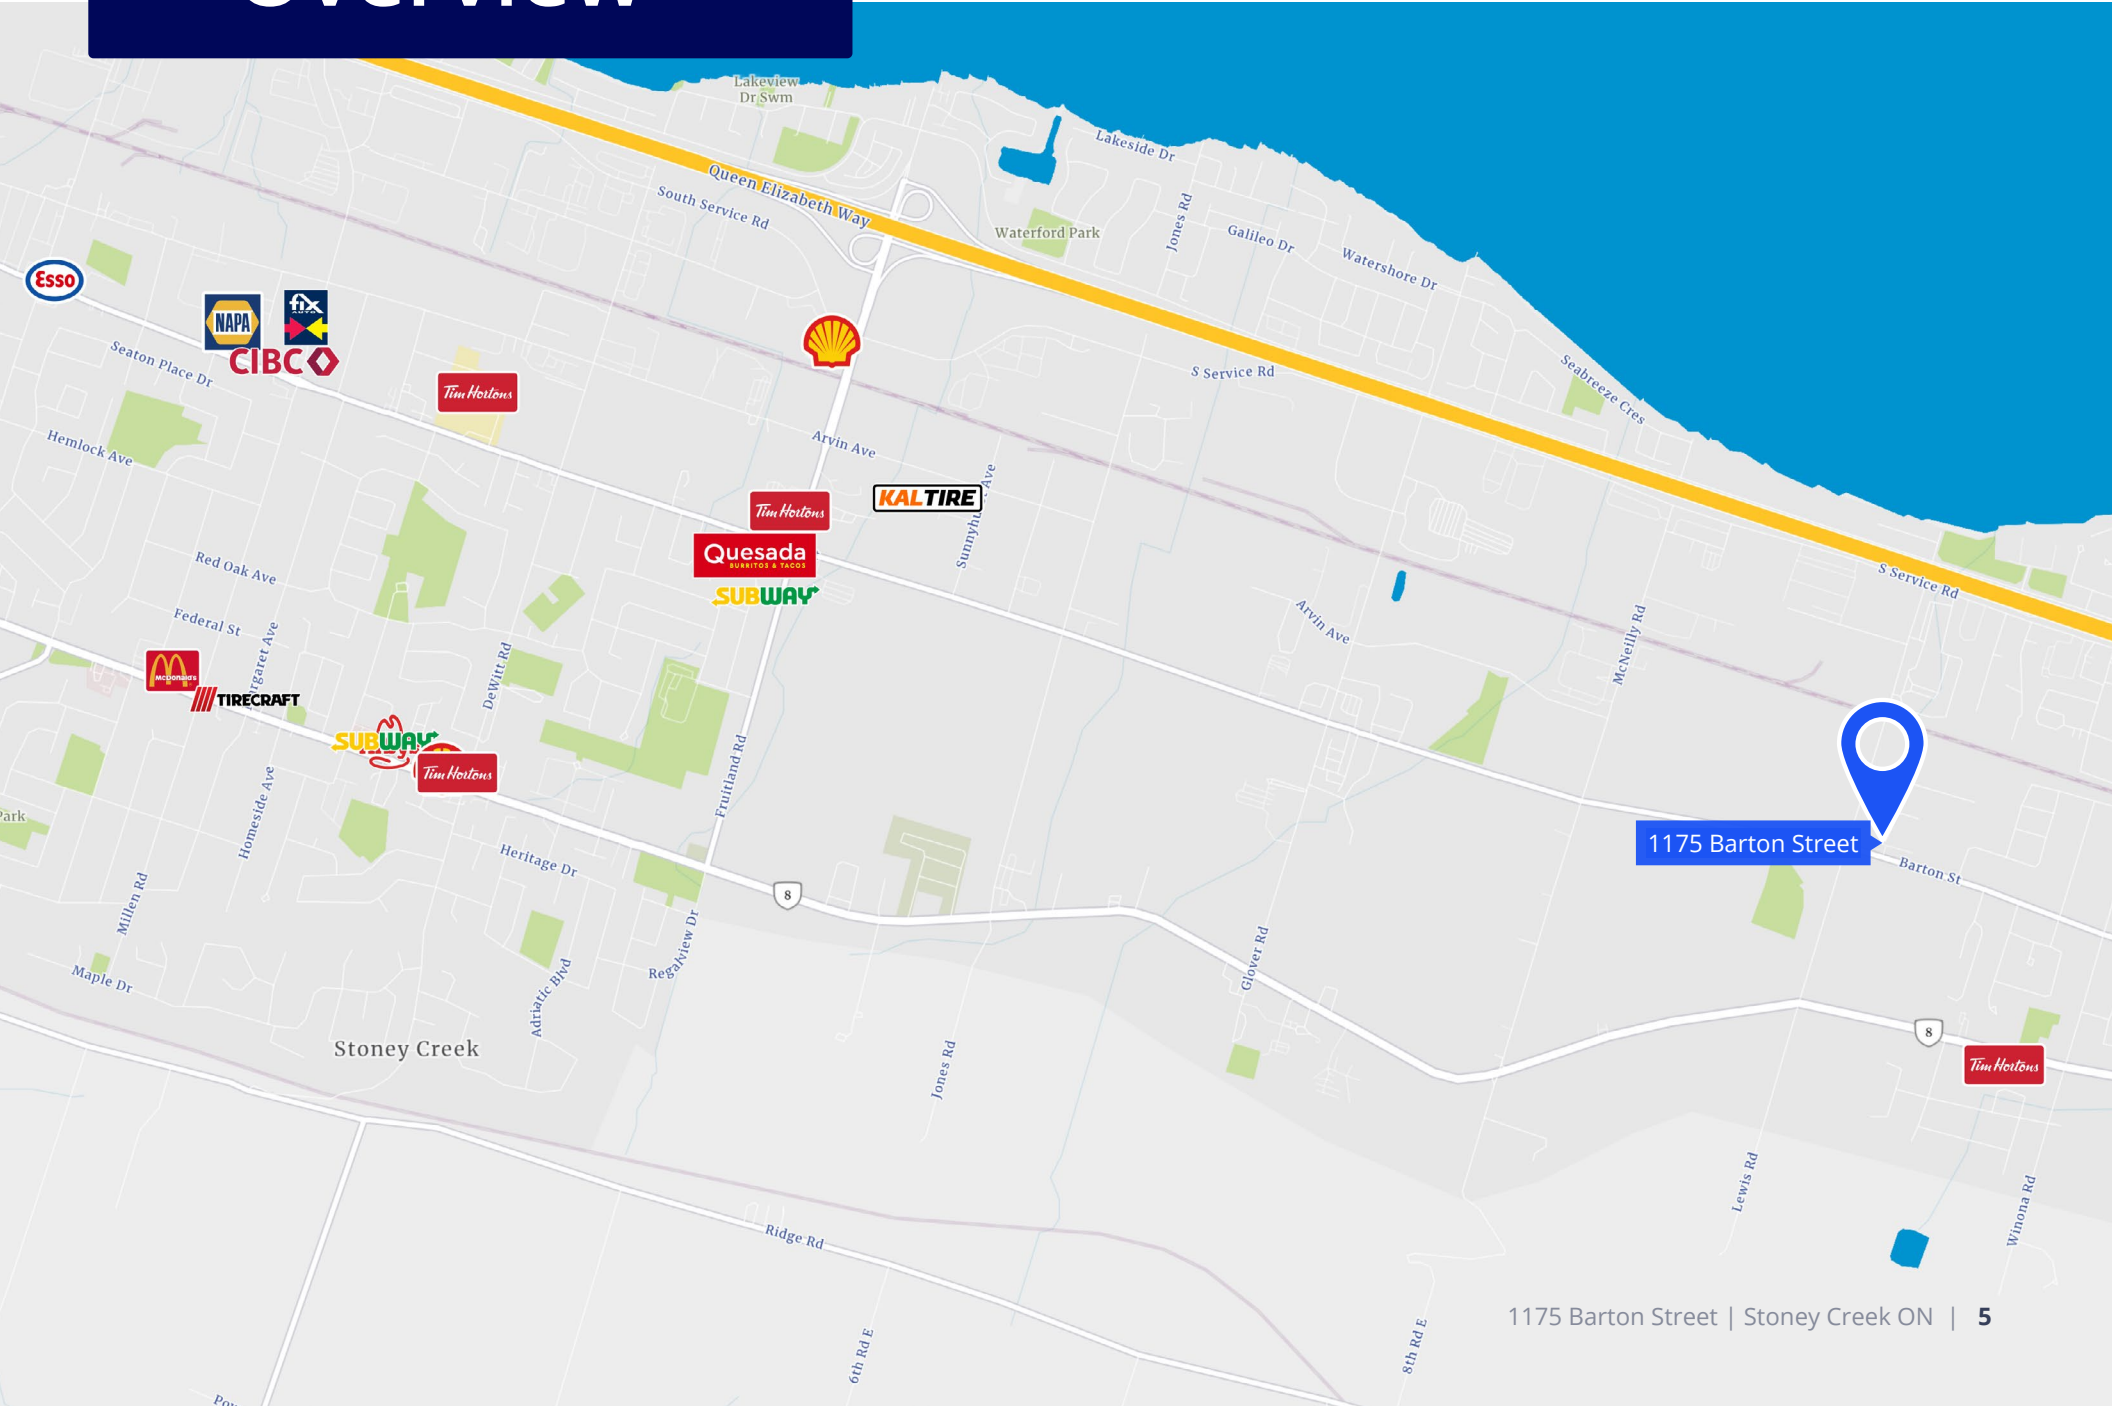 Overview
Lakeview
Dr Swm
Lakeside Dr
Queen Elizabeth Way
South Service Rd
Jones Rd
Waterford Park
Galileo Dr
Watershore Dr
Esso
NAPA
fix
AUTO
CIBC
Seaton Place Dr
Tim Hortons
S Service Rd
Seabreeze Cres
Hemlock Ave
Arvin Ave
KAL TIRE
Tim Hortons
Quesada
BURRITOS & TACOS
SUBWAY
Ave
Red Oak Ave
S Service Rd
Federal St
Arvin Ave
McNeilly Rd
McDonald's
TIRECRAFT
DeWitt Rd
SUBWAY
Tim Hortons
Fruitland Rd
Homeside Ave
Park
1175 Barton Street
Barton St
Heritage Dr
8
Millen Rd
Regalview Dr
Glover Rd
Maple Dr
Adriatic Blvd
Stoney Creek
8
Tim Hortons
Jones Rd
Lewis Rd
Winona Rd
Ridge Rd
6th Rd E
8th Rd E
1175 Barton Street | Stoney Creek ON | 5